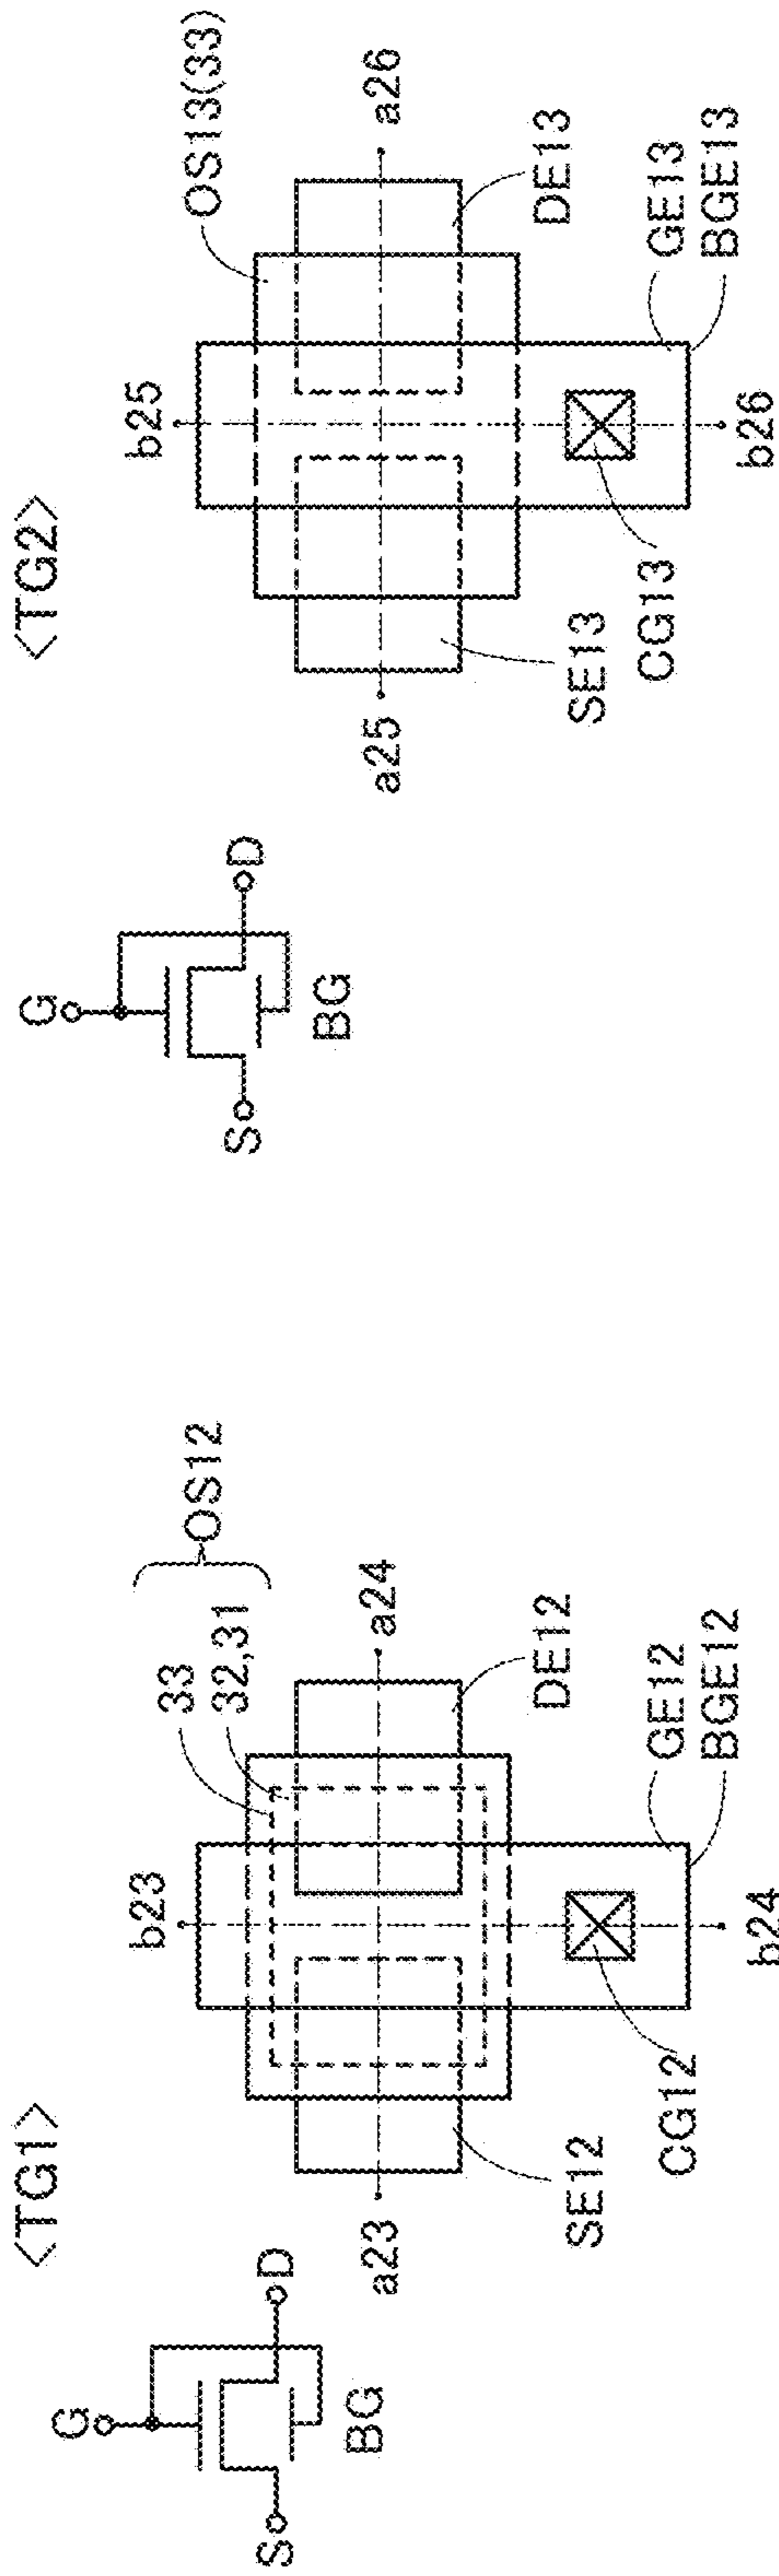 <TG1>
G
S
D
BG
b23
33
32,31
OS12
a23
a24
SE12
DE12
CG12
GE12
BGE12
b24
<TG2>
G
S
D
BG
b25
OS13(33)
a25
a26
SE13
DE13
CG13
GE13
BGE13
b26